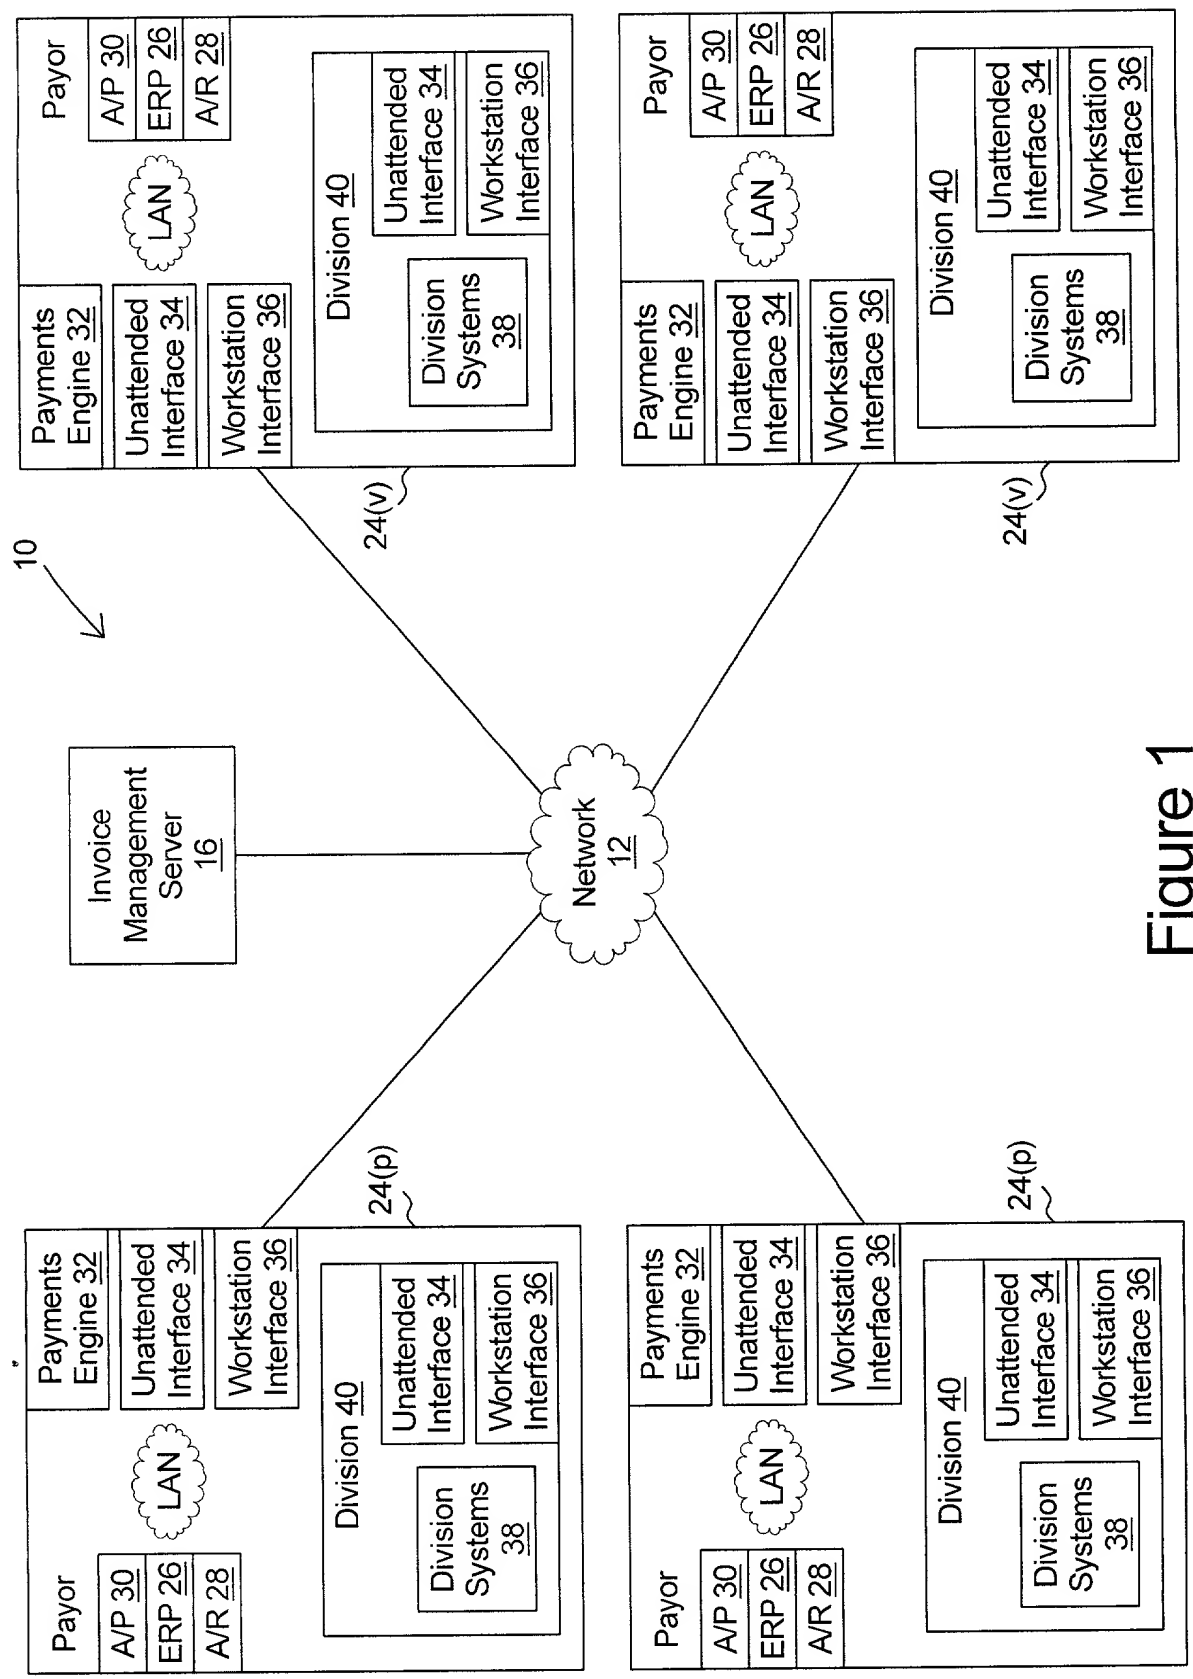 Payor
A/P 30
ERP 26
A/R 28
LAN
Payments
Engine 32
Unattended
Interface 34
Workstation
Interface 36
Division 40
Division
Systems
38
Unattended
Interface 34
Workstation
Interface 36
24(p)
Invoice
Management
Server
16
10
Payments
Engine 32
Unattended
Interface 34
Workstation
Interface 36
LAN
Payor
A/P 30
ERP 26
A/R 28
Division 40
Division
Systems
38
Unattended
Interface 34
Workstation
Interface 36
24(v)
Network
12
Payor
A/P 30
ERP 26
A/R 28
LAN
Payments
Engine 32
Unattended
Interface 34
Workstation
Interface 36
Division 40
Division
Systems
38
Unattended
Interface 34
Workstation
Interface 36
24(p)
Payments
Engine 32
Unattended
Interface 34
Workstation
Interface 36
LAN
Payor
A/P 30
ERP 26
A/R 28
Division 40
Division
Systems
38
Unattended
Interface 34
Workstation
Interface 36
24(v)
Figure 1